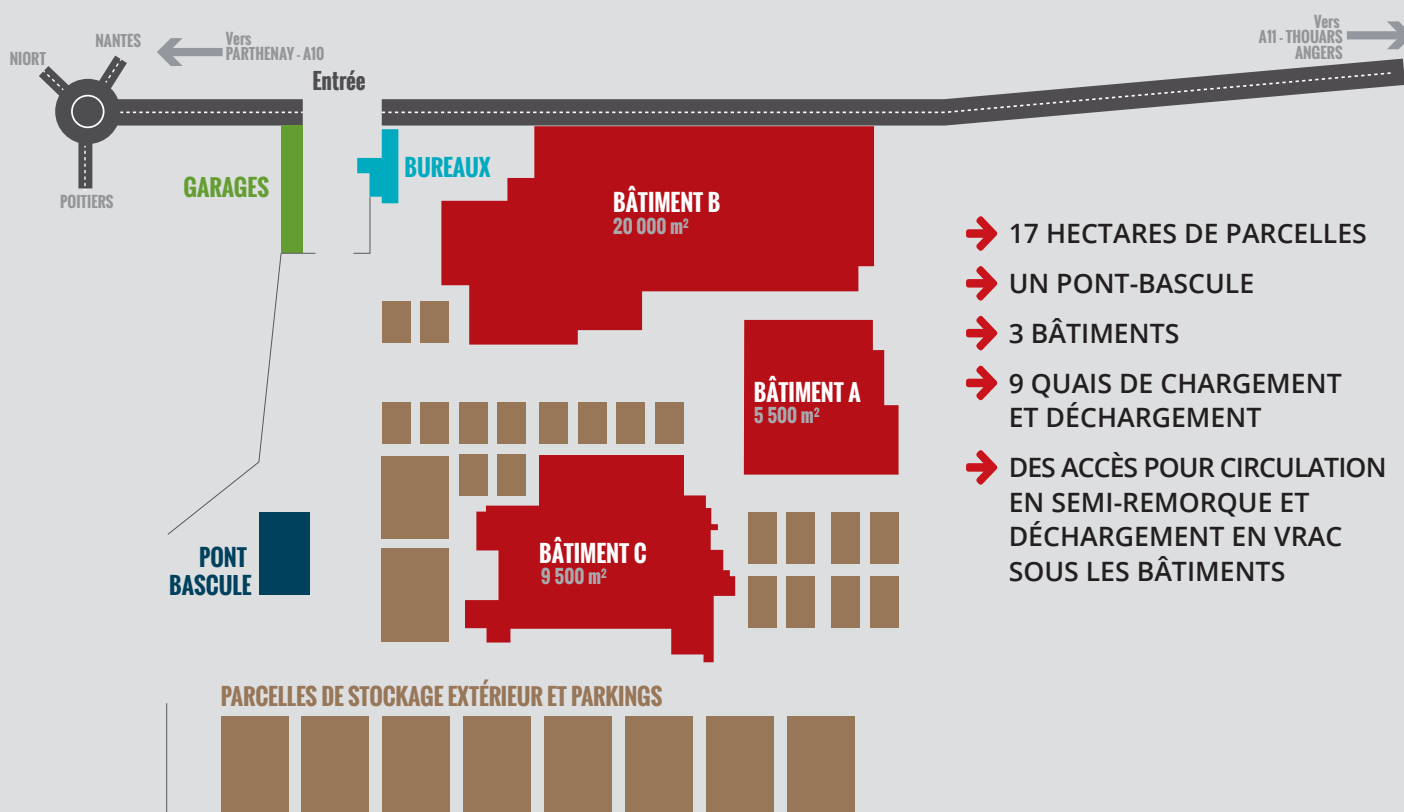 Vers
PARTHENAY - A10
NANTES
NIORT
POITIERS
Entrée
Vers
A11 - THOUARS
ANGERS
GARAGES
BUREAUX
BÂTIMENT B
20 000 m²
BÂTIMENT A
5 500 m²
BÂTIMENT C
9 500 m²
PONT
BASCULE
PARCELLES DE STOCKAGE EXTÉRIEUR ET PARKINGS
17 HECTARES DE PARCELLES
UN PONT-BASCULE
3 BÂTIMENTS
9 QUAIS DE CHARGEMENT
ET DÉCHARGEMENT
DES ACCÈS POUR CIRCULATION
EN SEMI-REMORQUE ET
DÉCHARGEMENT EN VRAC
SOUS LES BÂTIMENTS